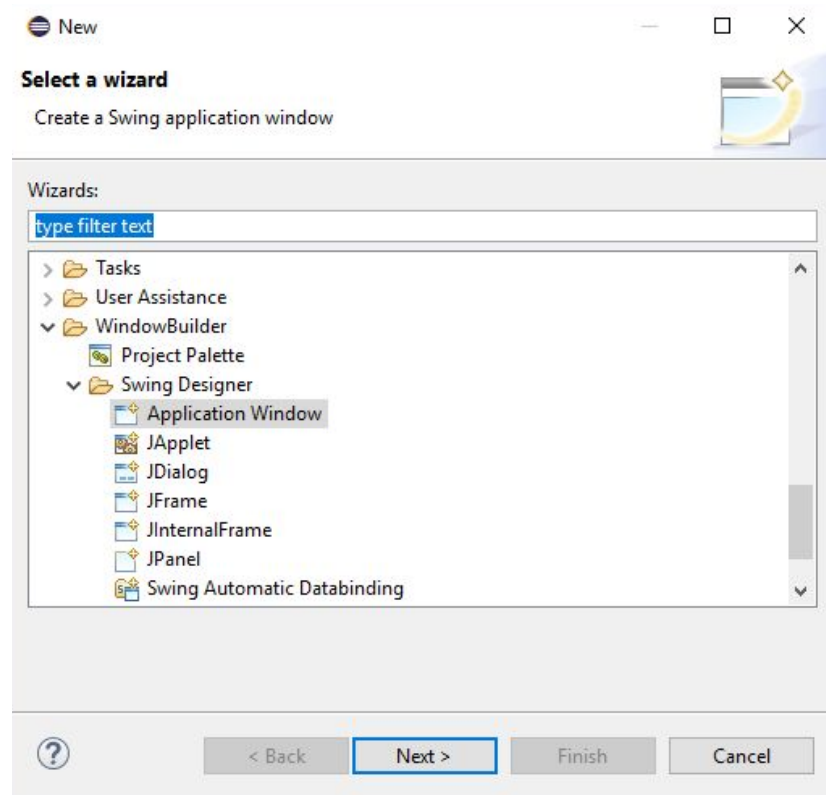 New
Select a wizard
Create a Swing application window
Wizards:
type filter text
Tasks
User Assistance
WindowBuilder
Project Palette
Swing Designer
Application Window
JApplet
JDialog
JFrame
JInternalFrame
JPanel
Swing Automatic Databinding
? < Back Next > Finish Cancel